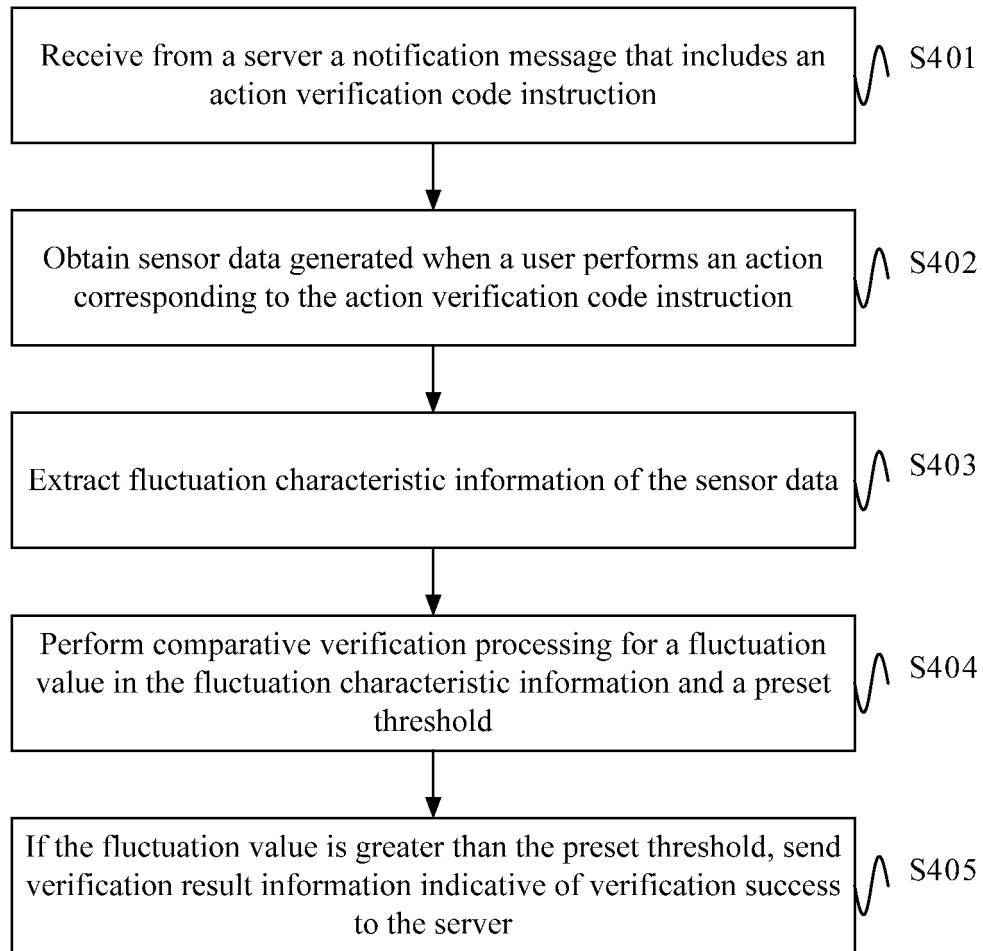 Receive from a server a notification message that includes an
action verification code instruction
S401
Obtain sensor data generated when a user performs an action
corresponding to the action verification code instruction
S402
Extract fluctuation characteristic information of the sensor data
S403
Perform comparative verification processing for a fluctuation
value in the fluctuation characteristic information and a preset
threshold
S404
If the fluctuation value is greater than the preset threshold, send
verification result information indicative of verification success
to the server
S405